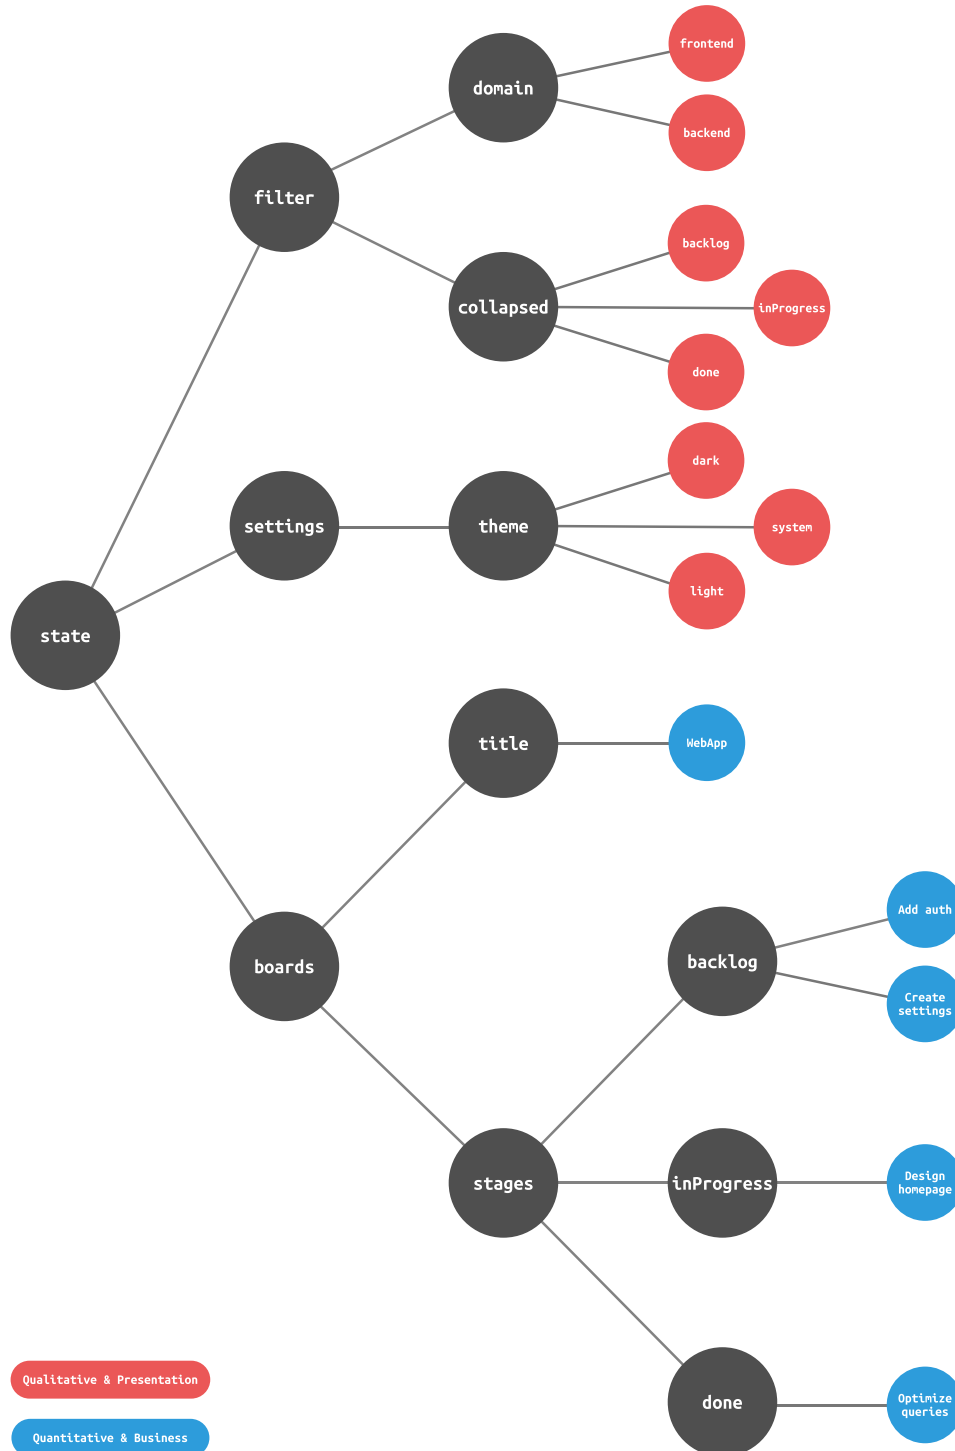 frontend
domain
backend
filter
backlog
collapsed
inProgress
done
dark
settings
theme
system
light
state
title
WebApp
Add auth
backlog
boards
Create
settings
Design
homepage
stages
inProgress
Qualitative & Presentation
done
Optimize
queries
Quantitative & Business